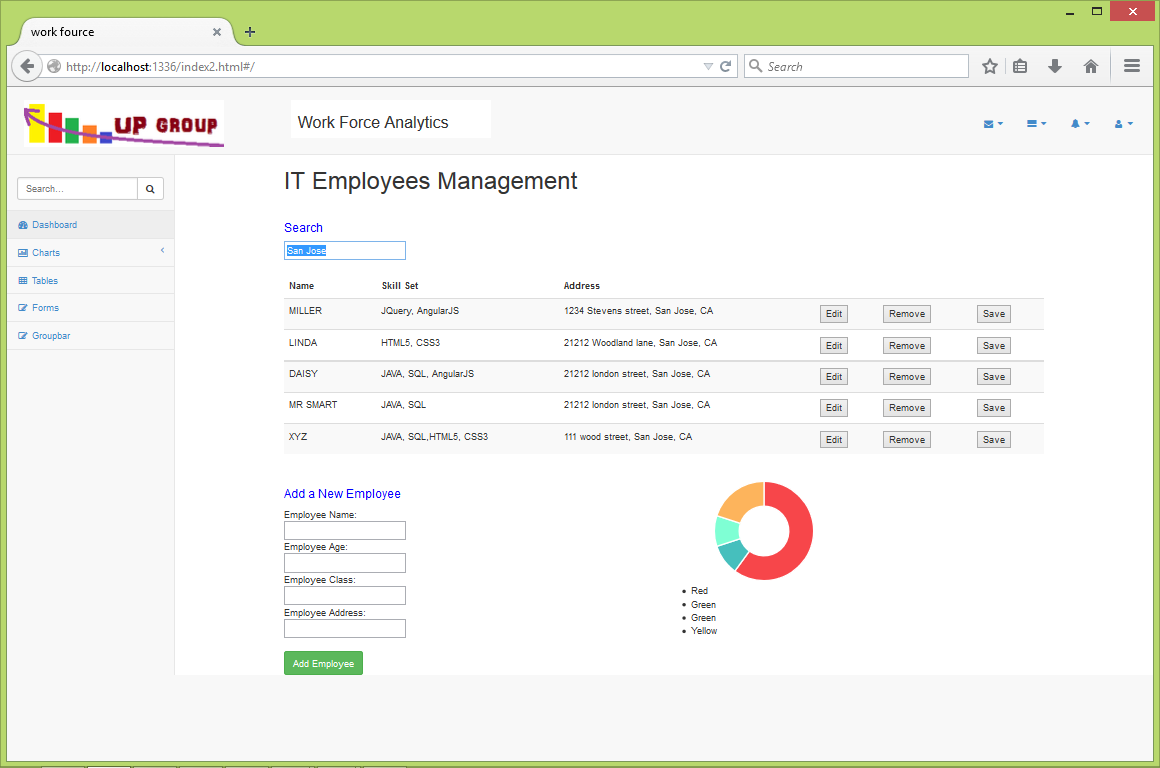 work fource
http://localhost:1336/index2.html#/
Search
UP GROUP
Work Force Analytics
Search...
Dashboard
Charts
Tables
Forms
Groupbar
IT Employees Management
Search
San Jose
Name Skill Set Address
MILLER JQuery, AngularJS 1234 Stevens street, San Jose, CA Edit Remove Save
LINDA HTML5, CSS3 21212 Woodland lane, San Jose, CA Edit Remove Save
DAISY JAVA, SQL, AngularJS 21212 london street, San Jose, CA Edit Remove Save
MR SMART JAVA, SQL 21212 london street, San Jose, CA Edit Remove Save
XYZ JAVA, SQL,HTML5, CSS3 111 wood street, San Jose, CA Edit Remove Save
Add a New Employee
Employee Name:
Employee Age:
Employee Class:
Employee Address:
Add Employee
Red
Green
Green
Yellow